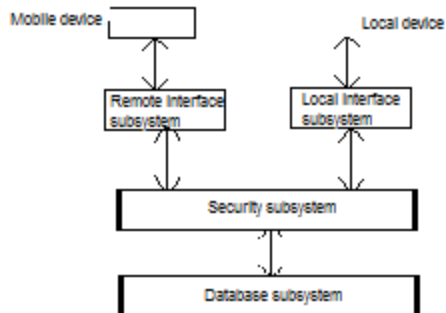 Mobile device
Local device
Remote Interface
subsystem
Local Interface
subsystem
Security subsystem
Database subsystem